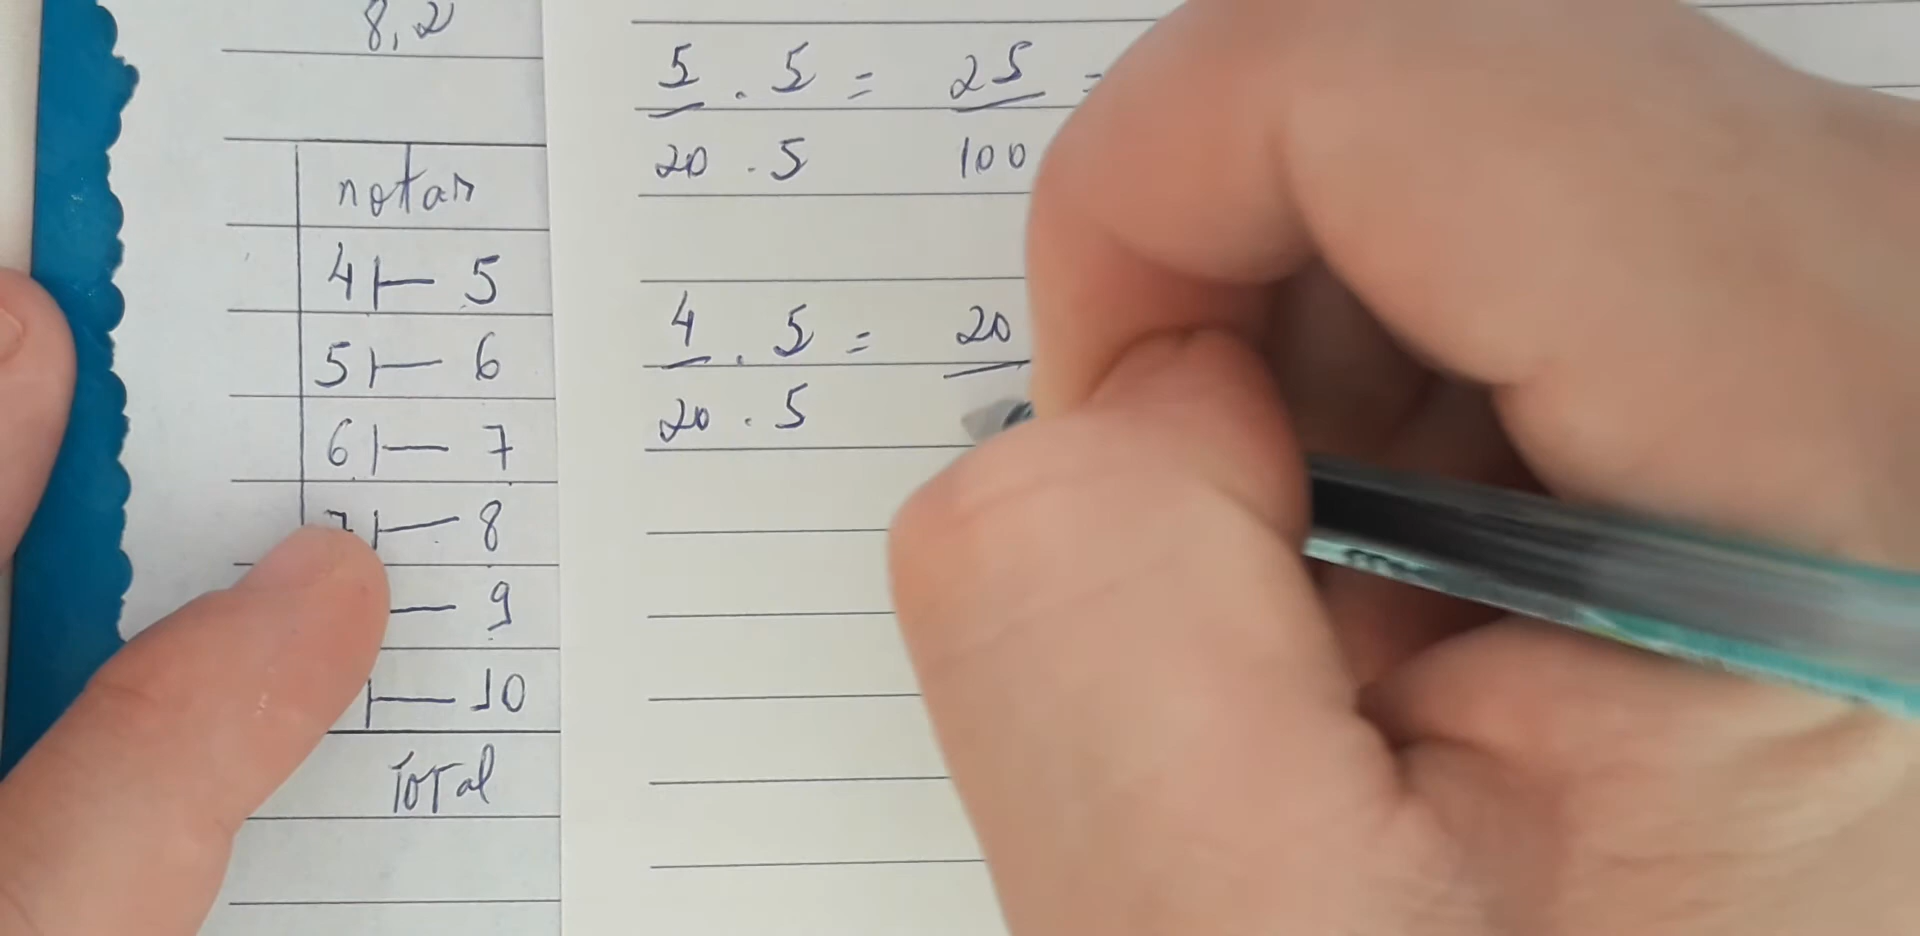 8,2
notas
4 ⊢ 5
5 ⊢ 6
6 ⊢ 7
7 ⊢ 8
— 9
⊢ 10
Total
5 . 5 = 25 =
20 . 5 100
4 . 5 = 20
20 . 5